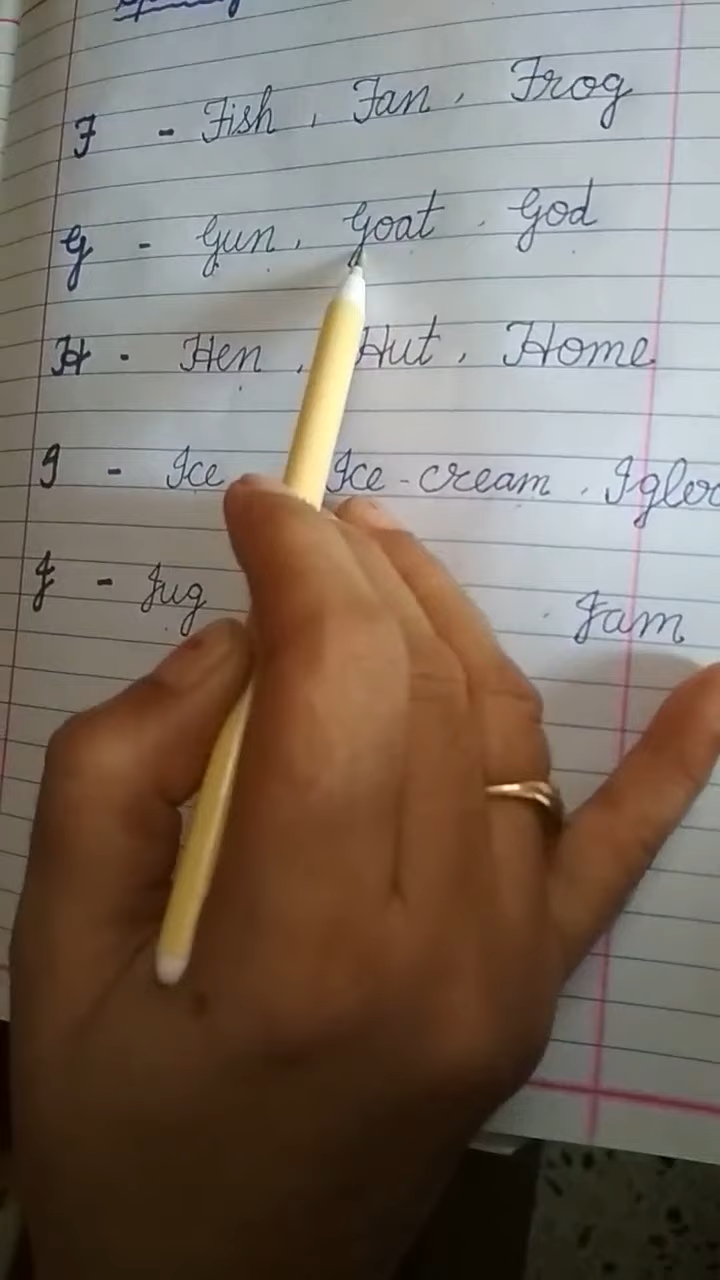 F - Fish, Fan, Frog
G - Gun, Goat, God
H - Hen, Hut, Home
I - Ice Ice-cream, Igloo
J - Jug , Jam